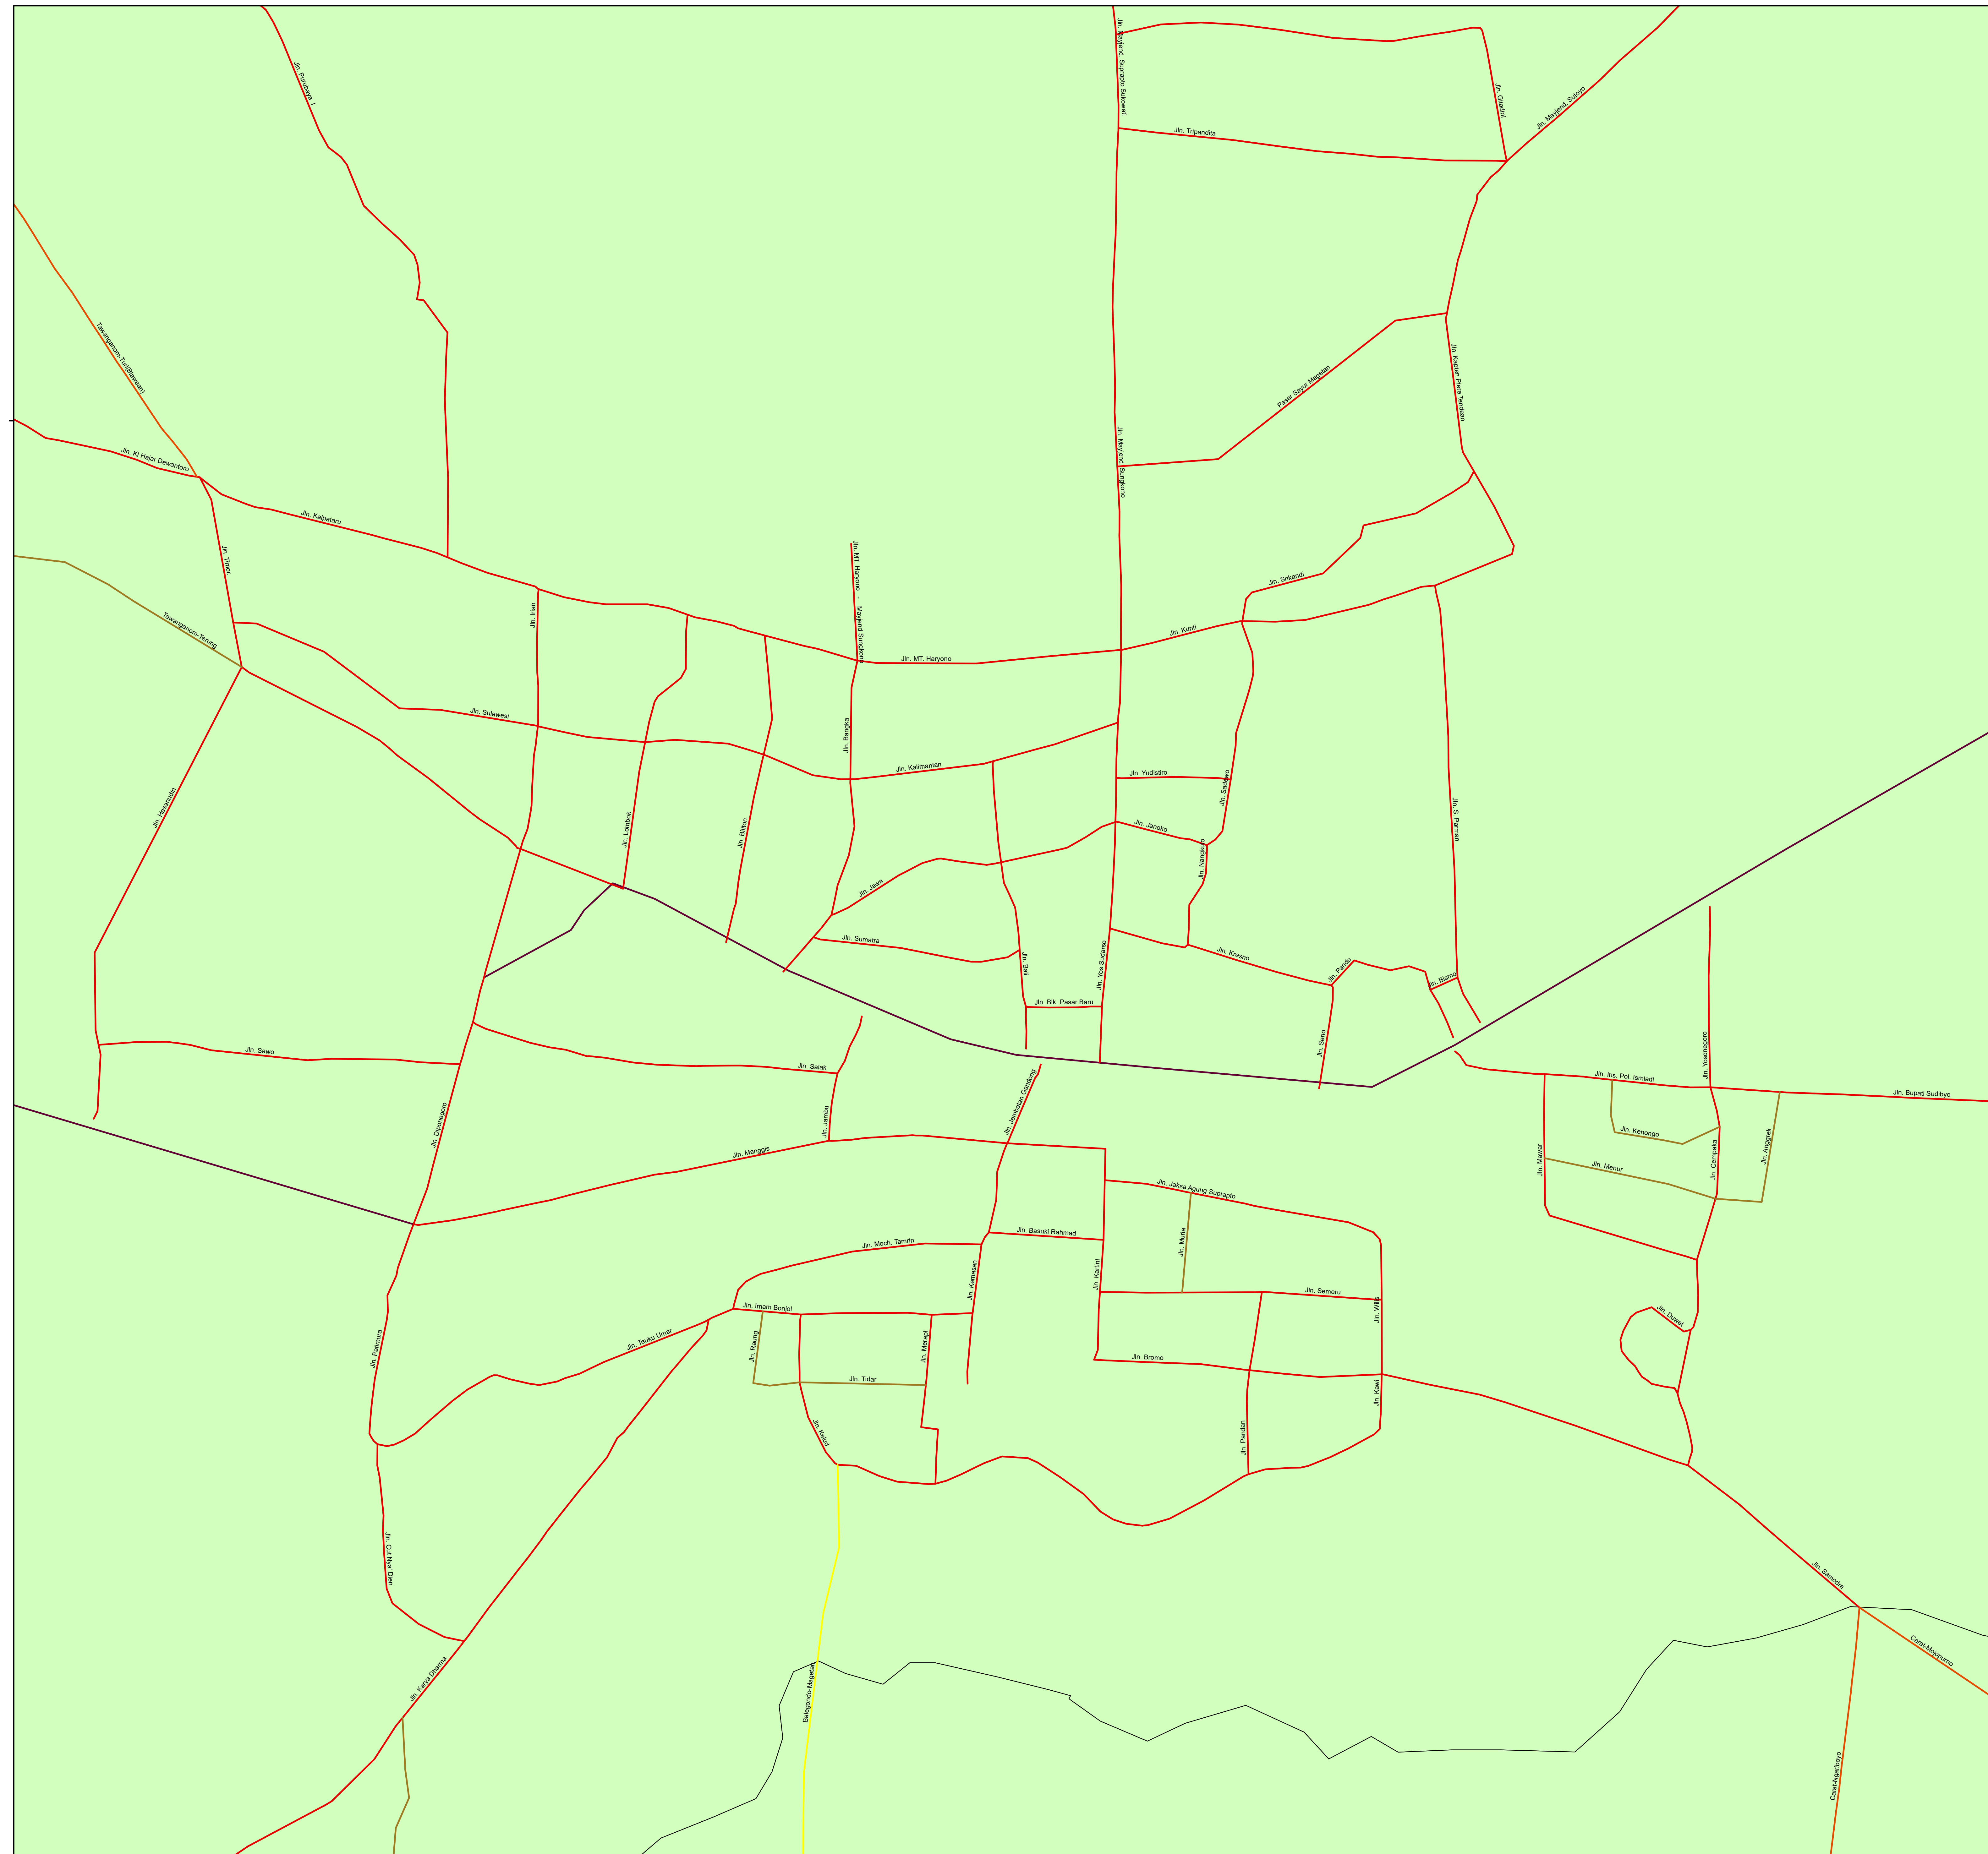 Jln. Mayjend. Suprapto Sukowati
Jln. Purubaya I
Jln. Gitadini
Jln. Mayjend. Sutoyo
Jln. Tripandita
Tawanganom-Turi(Blawean)
Pasar Sayur Magetan
Jln. Kapten Piere Tendean
Jln. Ki Hajar Dewantoro
Jln. Mayjend Sungkono
Jln. Kalpataru
Jln. Timor
Jln. MT. Haryono - Mayjend Sungkono
Jln. Srikandi
Jln. Irian
Tawanganom-Terung
Jln. Kunti
Jln. MT. Haryono
Jln. Sulawesi
Jln. Bangka
Jln. Kalimantan
Jln. Yudistiro
Jln. Sadewo
Jln. Hasanudin
Jln. Lombok
Jln. Biliton
Jln. Janoko
Jln. S. Parman
Jln. Nangkulo
Jln. Jawa
Jln. Sumatra
Jln. Bali
Jln. Yos Sudarso
Jln. Kresno
Jln. Pandu
Jln. Bismo
Jln. Blk. Pasar Baru
Jln. Seno
Jln. Yosonegoro
Jln. Sawo
Jln. Salak
Jln. Ins. Pol. Ismiadi
Jln. Bupati Sudibyo
Jln. Jembatan Gandong
Jln. Diponegoro
Jln. Jambu
Jln. Kenongo
Jln. Manggis
Jln. Mawar
Jln. Menur
Jln. Cempaka
Jln. Anggrek
Jln. Jaksa Agung Suprapto
Jln. Basuki Rahmad
Jln. Muria
Jln. Moch. Tamrin
Jln. Kemasan
Jln. Kartini
Jln. Semeru
Jln. Wilis
Jln. Imam Bonjol
Jln. Duwet
Jln. Teuku Umar
Jln. Raung
Jln. Merapi
Jln. Patimura
Jln. Bromo
Jln. Tidar
Jln. Kawi
Jln. Kelud
Jln. Pandan
Jln. Cut Nya' Dien
Jln. Samodra
Jln. Karya Dharma
Balegondo-Magetan
Carat-Mojopurno
Carat-Ngariboyo